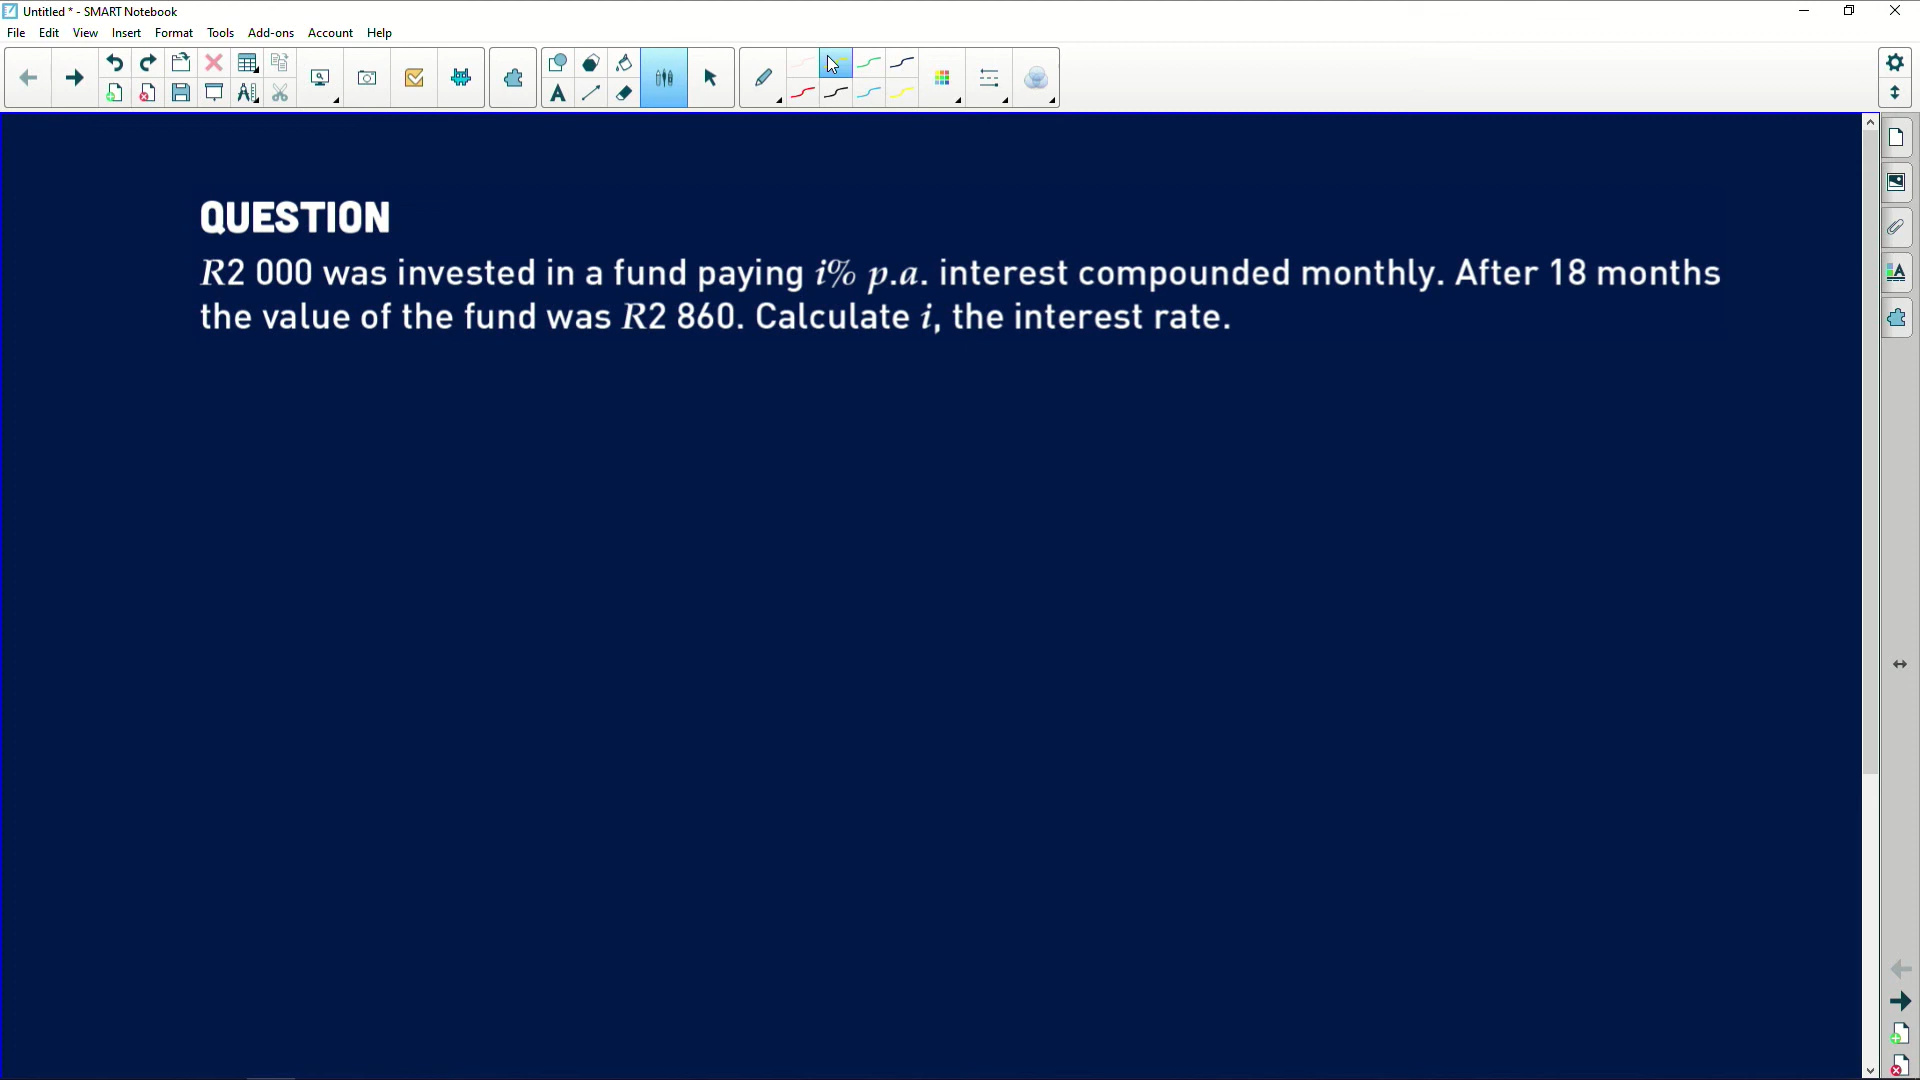 Untitled * - SMART Notebook
File Edit View Insert Format Tools Add-ons Account Help
QUESTION
R2 000 was invested in a fund paying i% p.a. interest compounded monthly. After 18 months
the value of the fund was R2 860. Calculate i, the interest rate.